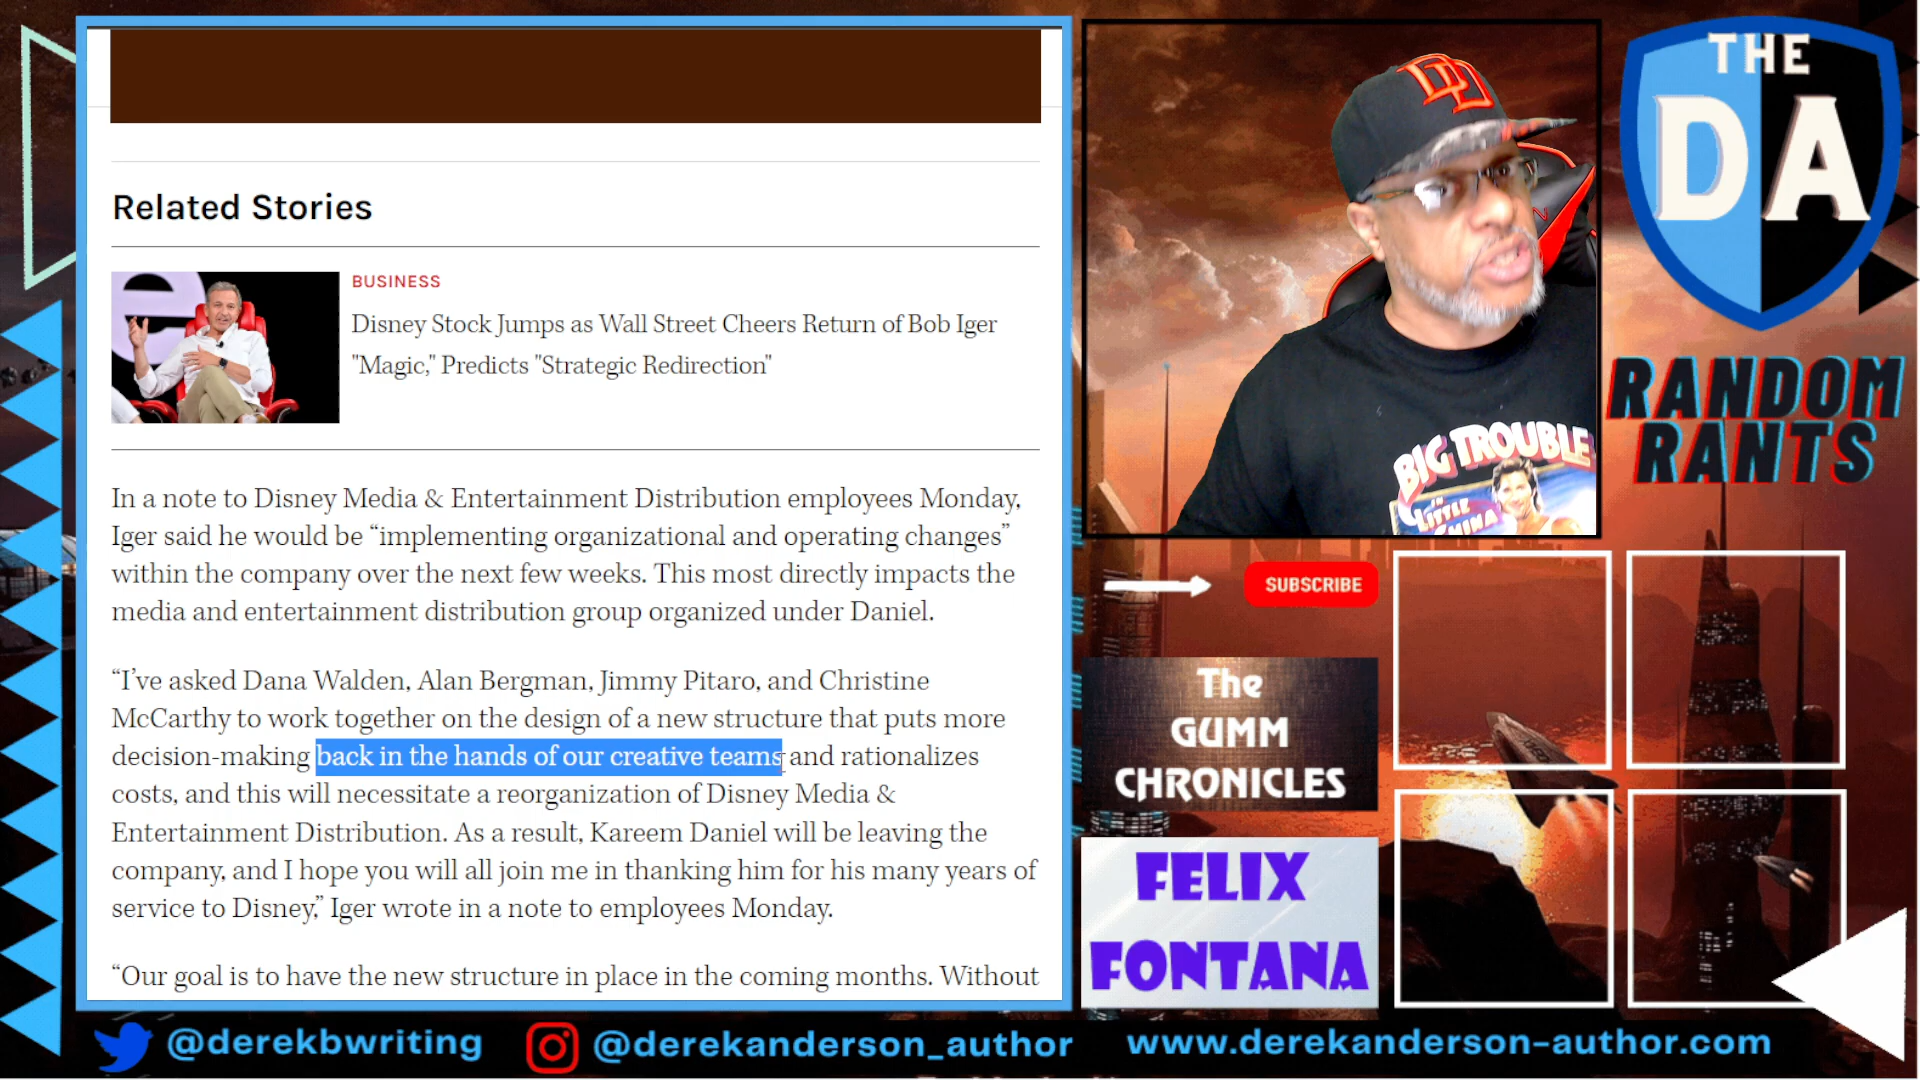 Related Stories
BUSINESS
Disney Stock Jumps as Wall Street Cheers Return of Bob Iger
"Magic," Predicts "Strategic Redirection"
In a note to Disney Media & Entertainment Distribution employees Monday,
Iger said he would be “implementing organizational and operating changes”
within the company over the next few weeks. This most directly impacts the
media and entertainment distribution group organized under Daniel.
“I’ve asked Dana Walden, Alan Bergman, Jimmy Pitaro, and Christine
McCarthy to work together on the design of a new structure that puts more
decision-making back in the hands of our creative teams and rationalizes
costs, and this will necessitate a reorganization of Disney Media &
Entertainment Distribution. As a result, Kareem Daniel will be leaving the
company, and I hope you will all join me in thanking him for his many years of
service to Disney,” Iger wrote in a note to employees Monday.
“Our goal is to have the new structure in place in the coming months. Without
DD
BIG TROUBLE
IN
LITTLE
THE
DA
RANDOM
RANTS
SUBSCRIBE
The
GUMM
CHRONICLES
FELIX
FONTANA
@derekbwriting
@derekanderson_author
www.derekanderson-author.com